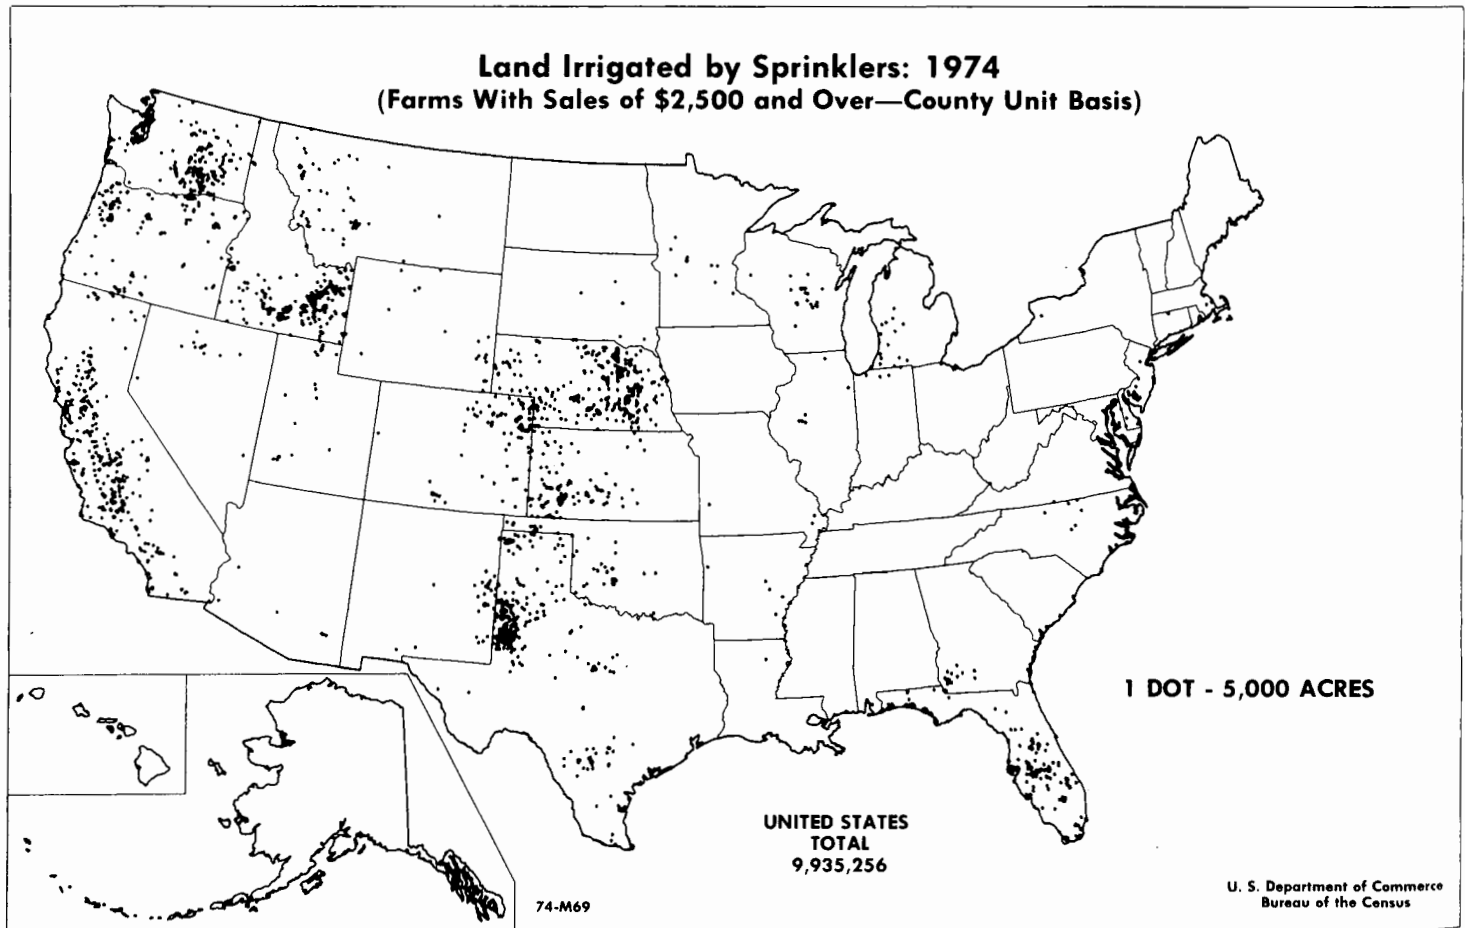 Land Irrigated by Sprinklers: 1974
(Farms With Sales of $2,500 and Over—County Unit Basis)
1 DOT - 5,000 ACRES
UNITED STATES
TOTAL
9,935,256
74-M69
U. S. Department of Commerce
Bureau of the Census